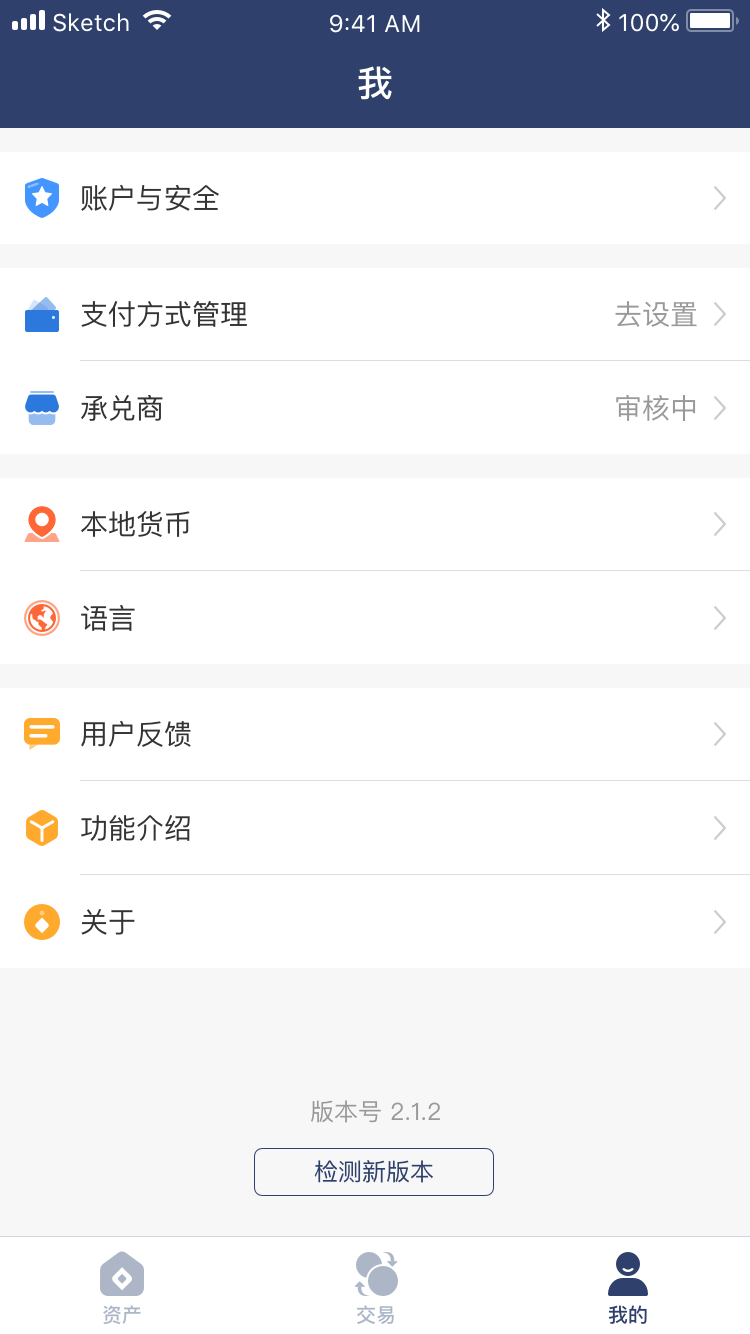 Sketch 9:41 AM 100%
我
账户与安全
支付方式管理 去设置
承兑商 审核中
本地货币
语言
用户反馈
功能介绍
关于
版本号 2.1.2
检测新版本
资产 交易 我的